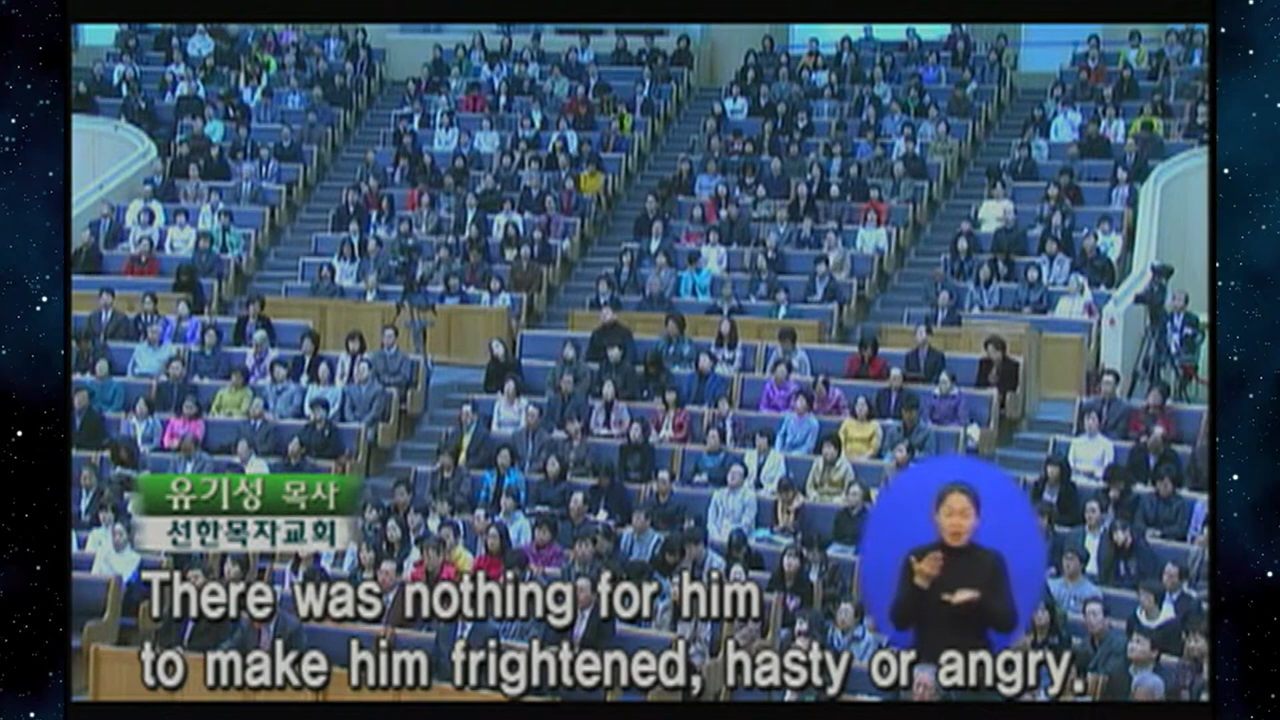 유기성 목사
선한목자교회
There was nothing for him
to make him frightened, hasty or angry.